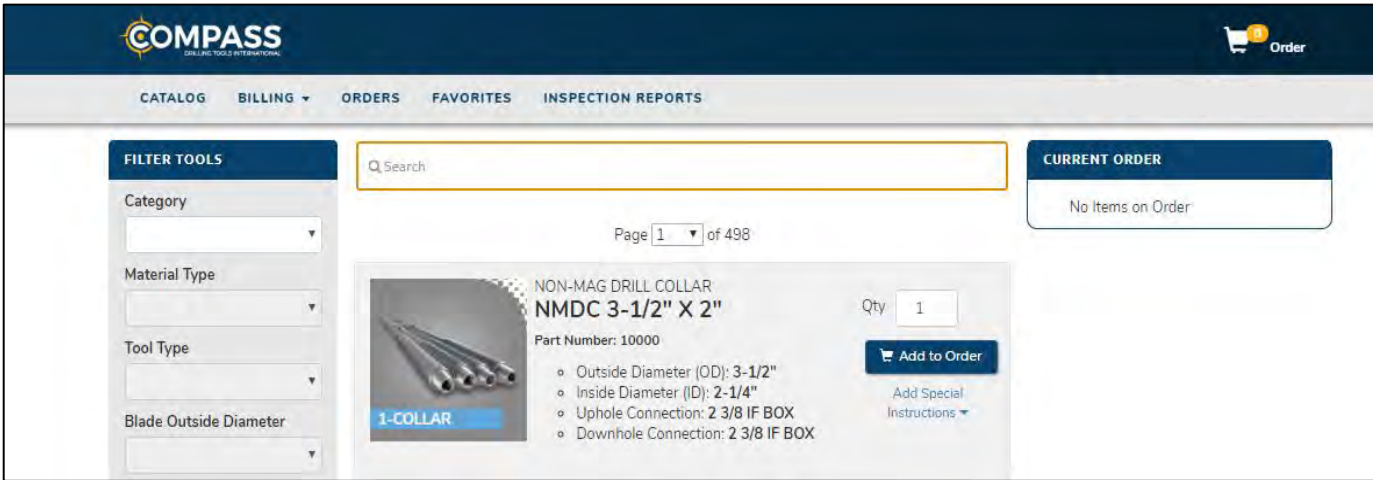 COMPASS
DRILLING TOOLS INTERNATIONAL
0
Order
CATALOG BILLING ORDERS FAVORITES INSPECTION REPORTS
FILTER TOOLS
Category
Material Type
Tool Type
Blade Outside Diameter
Search
Page 1 of 498
1-COLLAR
NON-MAG DRILL COLLAR
NMDC 3-1/2" X 2"
Part Number: 10000
Outside Diameter (OD): 3-1/2"
Inside Diameter (ID): 2-1/4"
Uphole Connection: 2 3/8 IF BOX
Downhole Connection: 2 3/8 IF BOX
Qty 1
Add to Order
Add Special
Instructions
CURRENT ORDER
No Items on Order